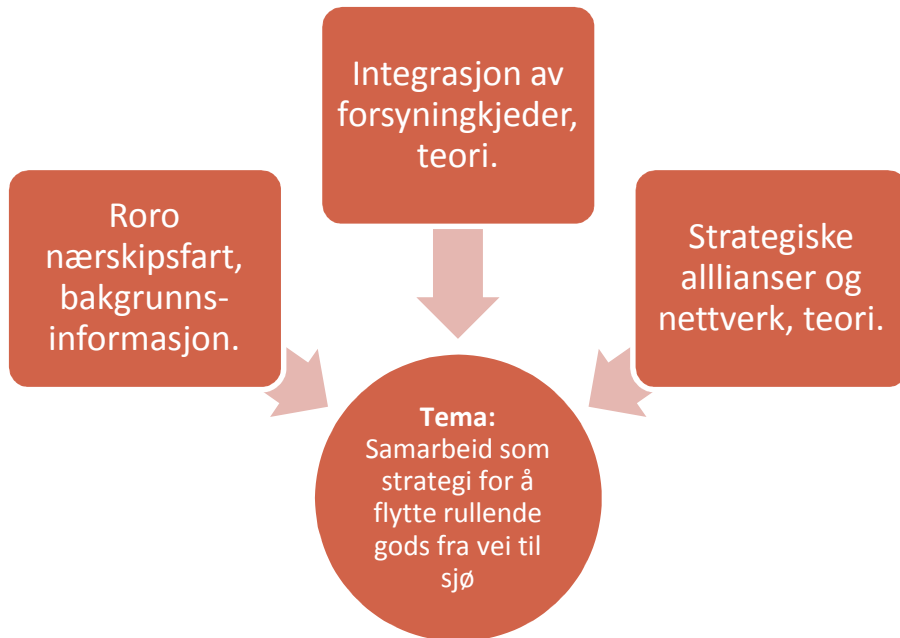 Integrasjon av
forsyningkjeder,
teori.
Roro
nærskipsfart,
bakgrunns-
informasjon.
Strategiske
alllianser og
nettverk, teori.
Tema:
Samarbeid som
strategi for å
flytte rullende
gods fra vei til
sjø